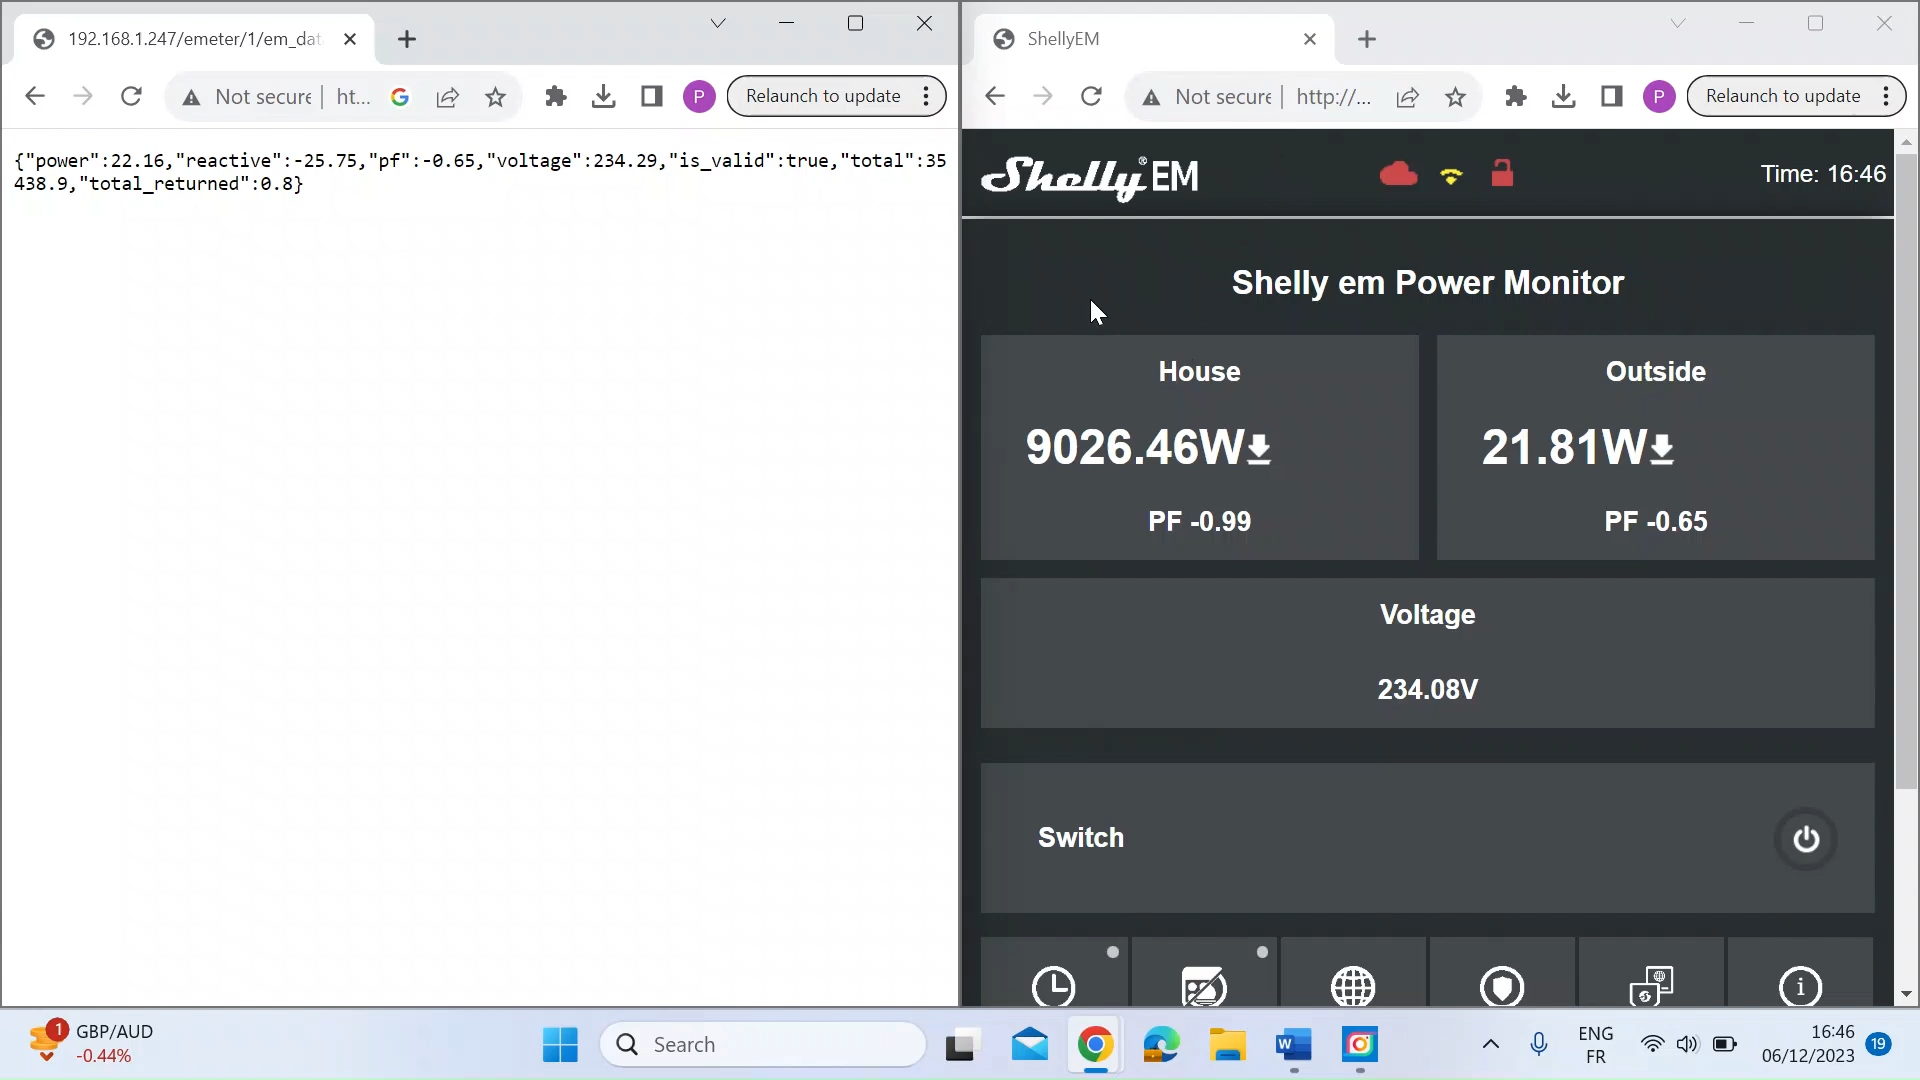 192.168.1.247/emeter/1/em_dat
Not secure
ht...
P
Relaunch to update
{"power":22.16,"reactive":-25.75,"pf":-0.65,"voltage":234.29,"is_valid":true,"total":35
438.9,"total_returned":0.8}
ShellyEM
Not secure
http://...
P
Relaunch to update
Shelly® EM
Time: 16:46
Shelly em Power Monitor
House
9026.46W
PF -0.99
Outside
21.81W
PF -0.65
Voltage
234.08V
Switch
1
GBP/AUD
-0.44%
Search
W
ENG
FR
16:46
06/12/2023
19